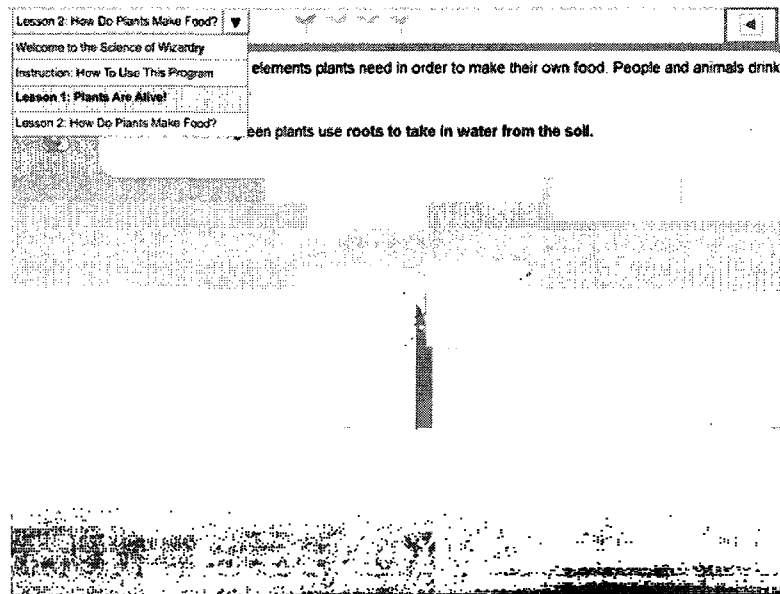 Lesson 2: How Do Plants Make Food?
Welcome to the Science of Wizardry
Instruction: How To Use This Program
elements plants need in order to make their own food. People and animals drink
Lesson 1: Plants Are Alive!
Lesson 2: How Do Plants Make Food?
een plants use roots to take in water from the soil.